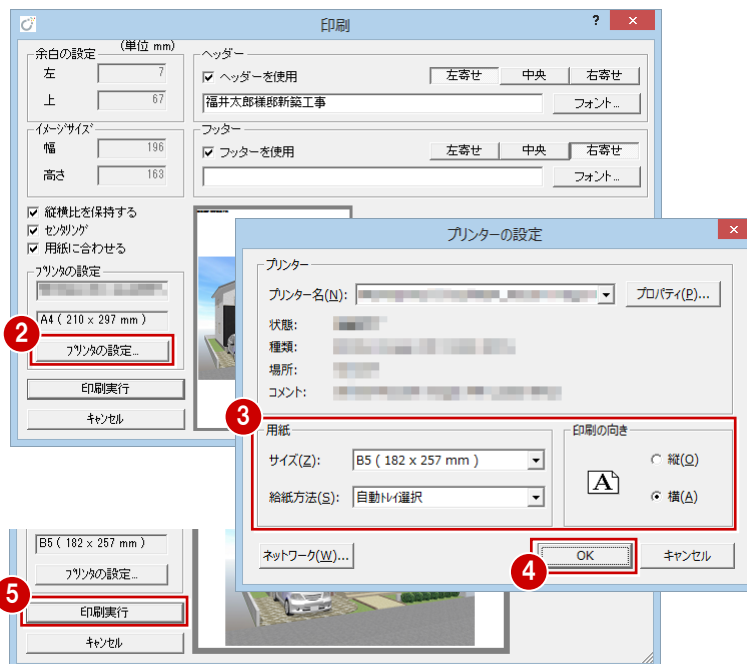 印刷
? ×
余白の設定 (単位 mm)
左 7
上 67
ヘッダー
ヘッダーを使用 左寄せ 中央 右寄せ
福井太郎様邸新築工事 フォント...
イメージサイズ
幅 196
高さ 163
フッター
フッターを使用 左寄せ 中央 右寄せ
フォント...
縦横比を保持する
センタリング
用紙に合わせる
プリンタの設定
A4 ( 210 x 297 mm )
2
プリンタの設定...
印刷実行
キャンセル
プリンターの設定
×
プリンター
プリンター名(N): プロパティ(P)...
状態:
種類:
場所:
コメント:
3
用紙
サイズ(Z): B5 ( 182 x 257 mm )
給紙方法(S): 自動トレイ選択
印刷の向き
A
縦(O)
横(A)
ネットワーク(W)... OK キャンセル
4
B5 ( 182 x 257 mm )
プリンタの設定...
5
印刷実行
キャンセル